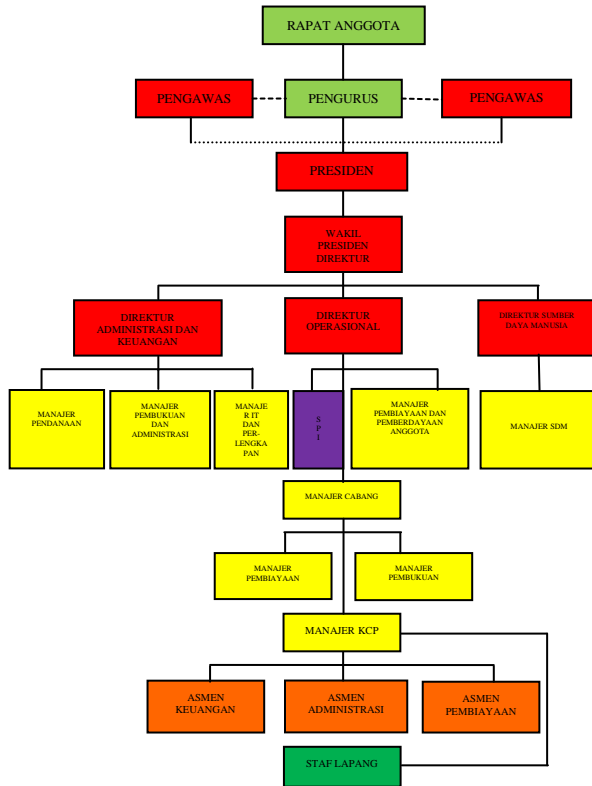 RAPAT ANGGOTA
PENGAWAS
PENGURUS
PENGAWAS
PRESIDEN
WAKIL
PRESIDEN
DIREKTUR
DIREKTUR
ADMINISTRASI DAN
KEUANGAN
DIREKTUR
OPERASIONAL
DIREKTUR SUMBER
DAYA MANUSIA
MANAJER
PENDANAAN
MANAJER
PEMBUKUAN
DAN
ADMINISTRASI
MANAJE
R IT
DAN
PER-
LENGKA
PAN
S
P
I
MANAJER
PEMBIAYAAN DAN
PEMBERDAYAAN
ANGGOTA
MANAJER SDM
MANAJER CABANG
MANAJER
PEMBIAYAAN
MANAJER
PEMBUKUAN
MANAJER KCP
ASMEN
KEUANGAN
ASMEN
ADMINISTRASI
ASMEN
PEMBIAYAAN
STAF LAPANG